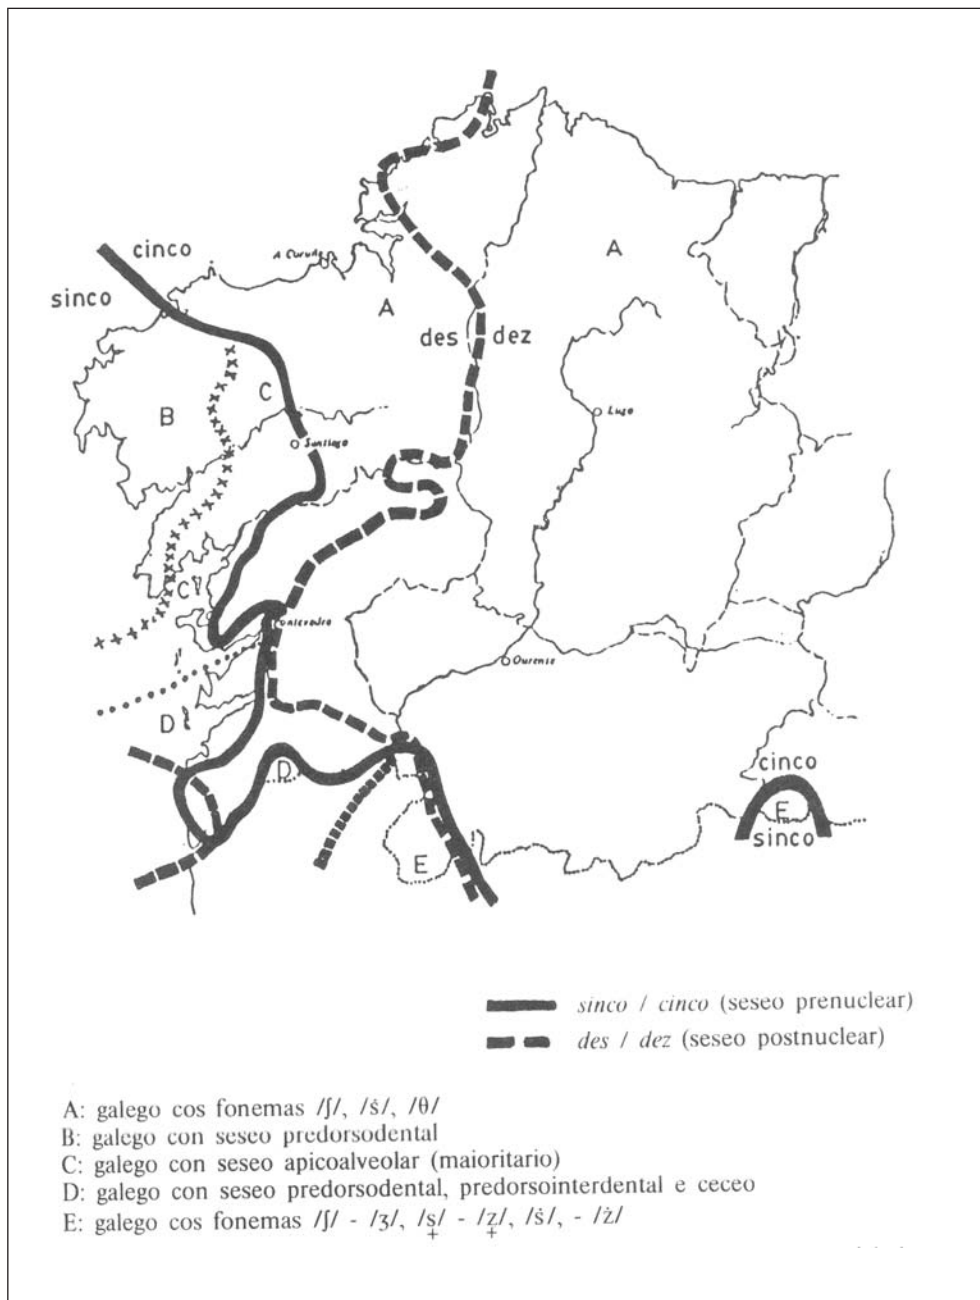 cinco
sinco
A Coruña
A
A
des
dez
B
C
Santiago
Lugo
C
Pontevedra
Ourense
D
D
E
cinco
E
sinco
sinco / cinco (seseo prenuclear)
des / dez (seseo postnuclear)
A: galego cos fonemas /ʃ/, /ṡ/, /θ/
B: galego con seseo predorsodental
C: galego con seseo apicoalveolar (maioritario)
D: galego con seseo predorsodental, predorsointerdental e ceceo
E: galego cos fonemas /ʃ/ - /ʒ/, /s̟/ - /z̟/, /ṡ/, - /ż/